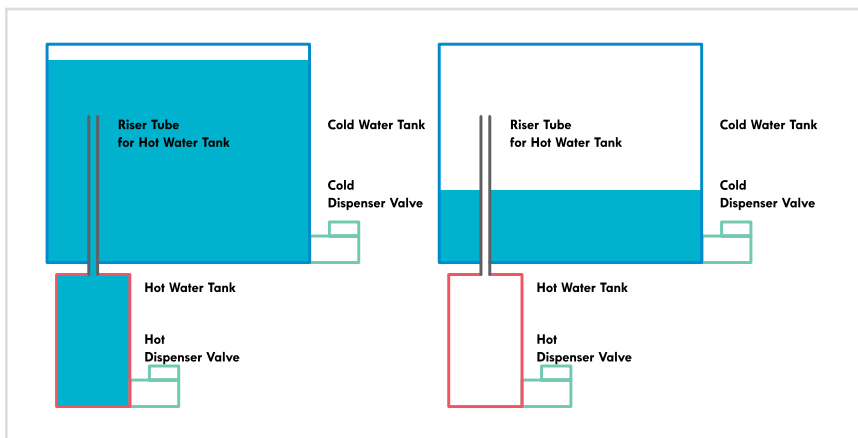 Riser Tube
for Hot Water Tank
Cold Water Tank
Cold
Dispenser Valve
Hot Water Tank
Hot
Dispenser Valve
Riser Tube
for Hot Water Tank
Cold Water Tank
Cold
Dispenser Valve
Hot Water Tank
Hot
Dispenser Valve